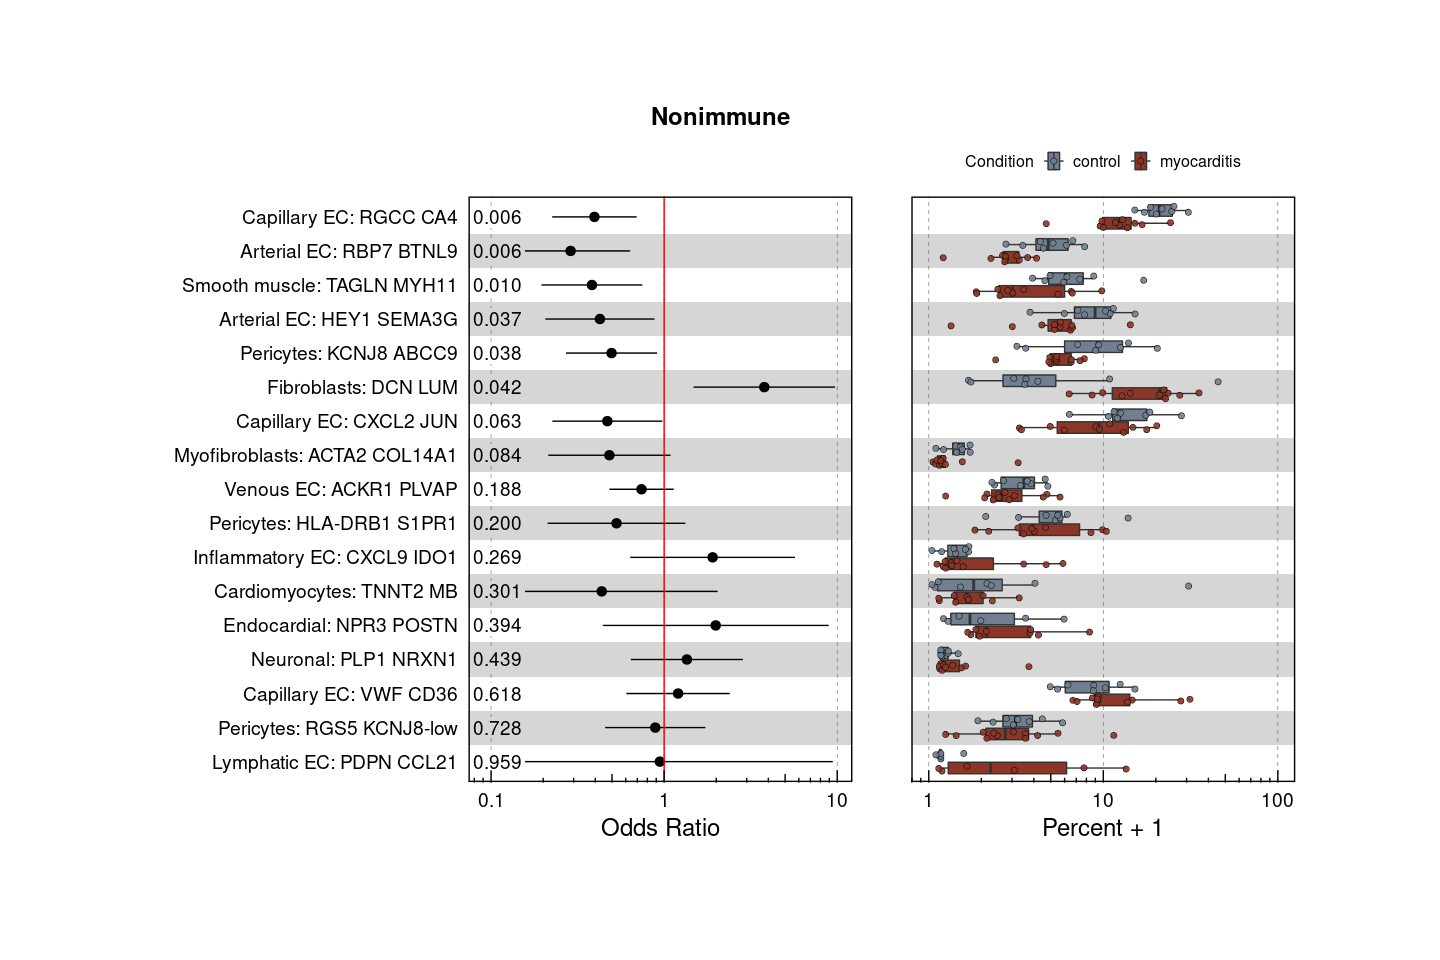 Nonimmune
Condition control myocarditis
Capillary EC: RGCC CA4 0.006
Arterial EC: RBP7 BTNL9 0.006
Smooth muscle: TAGLN MYH11 0.010
Arterial EC: HEY1 SEMA3G 0.037
Pericytes: KCNJ8 ABCC9 0.038
Fibroblasts: DCN LUM 0.042
Capillary EC: CXCL2 JUN 0.063
Myofibroblasts: ACTA2 COL14A1 0.084
Venous EC: ACKR1 PLVAP 0.188
Pericytes: HLA-DRB1 S1PR1 0.200
Inflammatory EC: CXCL9 IDO1 0.269
Cardiomyocytes: TNNT2 MB 0.301
Endocardial: NPR3 POSTN 0.394
Neuronal: PLP1 NRXN1 0.439
Capillary EC: VWF CD36 0.618
Pericytes: RGS5 KCNJ8-low 0.728
Lymphatic EC: PDPN CCL21 0.959
0.1 1 10 1 10 100
Odds Ratio Percent + 1